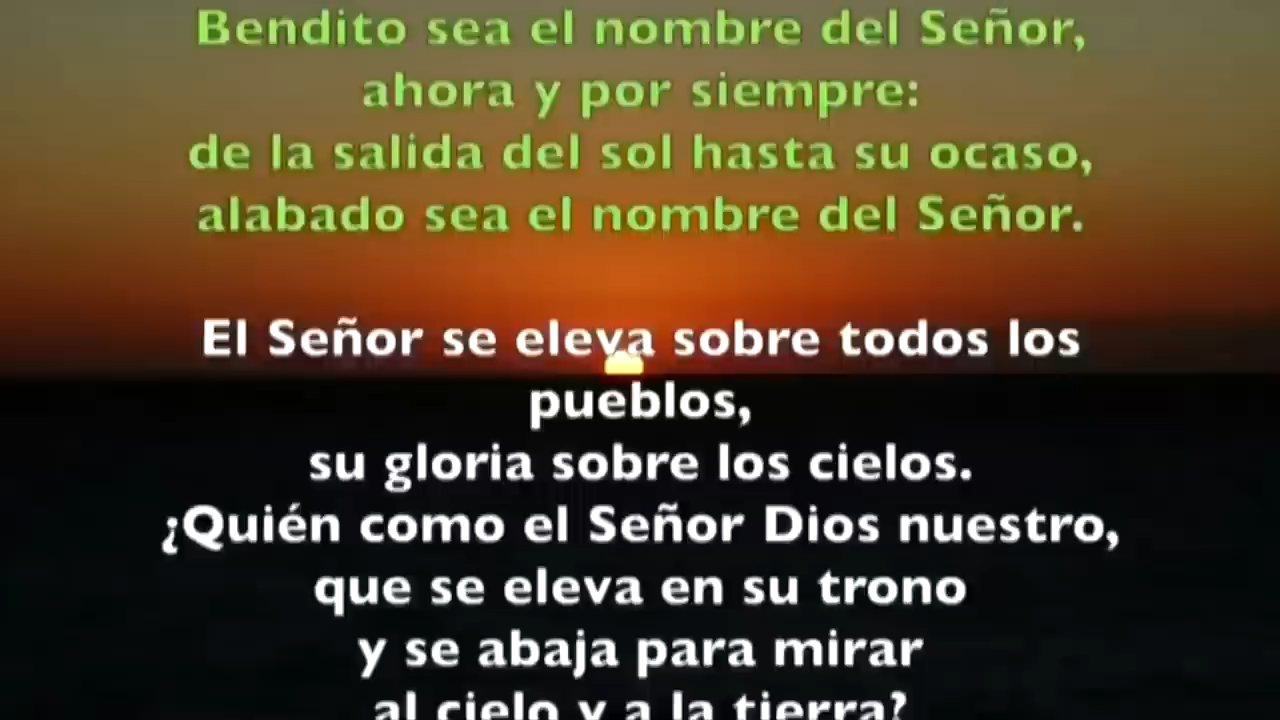 Bendito sea el nombre del Señor,
ahora y por siempre:
de la salida del sol hasta su ocaso,
alabado sea el nombre del Señor.
El Señor se eleva sobre todos los
pueblos,
su gloria sobre los cielos.
¿Quién como el Señor Dios nuestro,
que se eleva en su trono
y se abaja para mirar
al cielo y a la tierra?